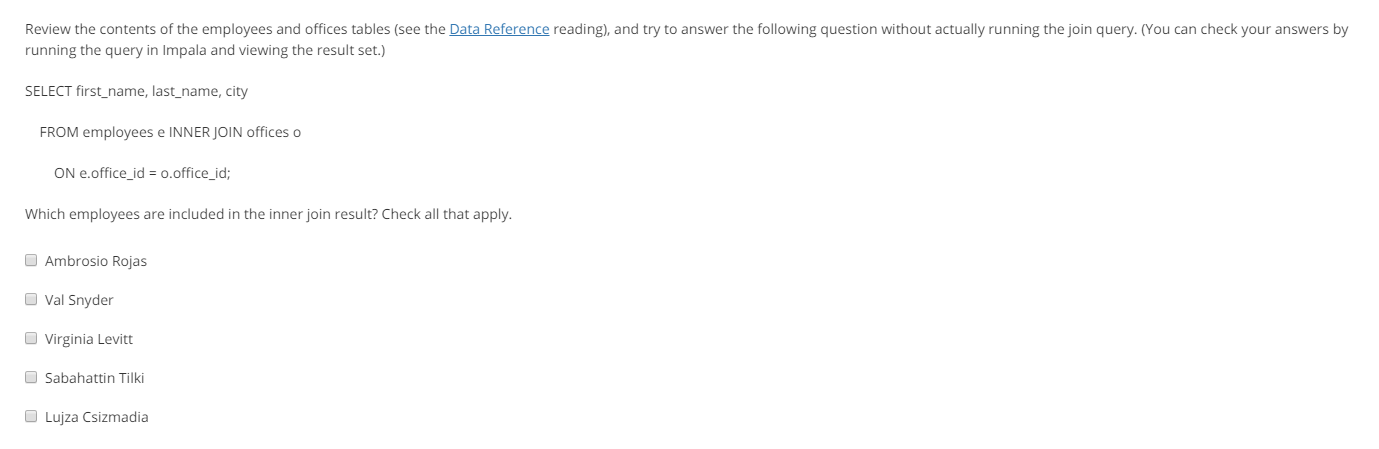 Review the contents of the employees and offices tables (see the Data Reference reading), and try to answer the following question without actually running the join query. (You can check your answers by
running the query in Impala and viewing the result set.)
SELECT first_name, last_name, city
FROM employees e INNER JOIN offices o
ON e.office_id = o.office_id;
Which employees are included in the inner join result? Check all that apply.
Ambrosio Rojas
Val Snyder
Virginia Levitt
Sabahattin Tilki
Lujza Csizmadia